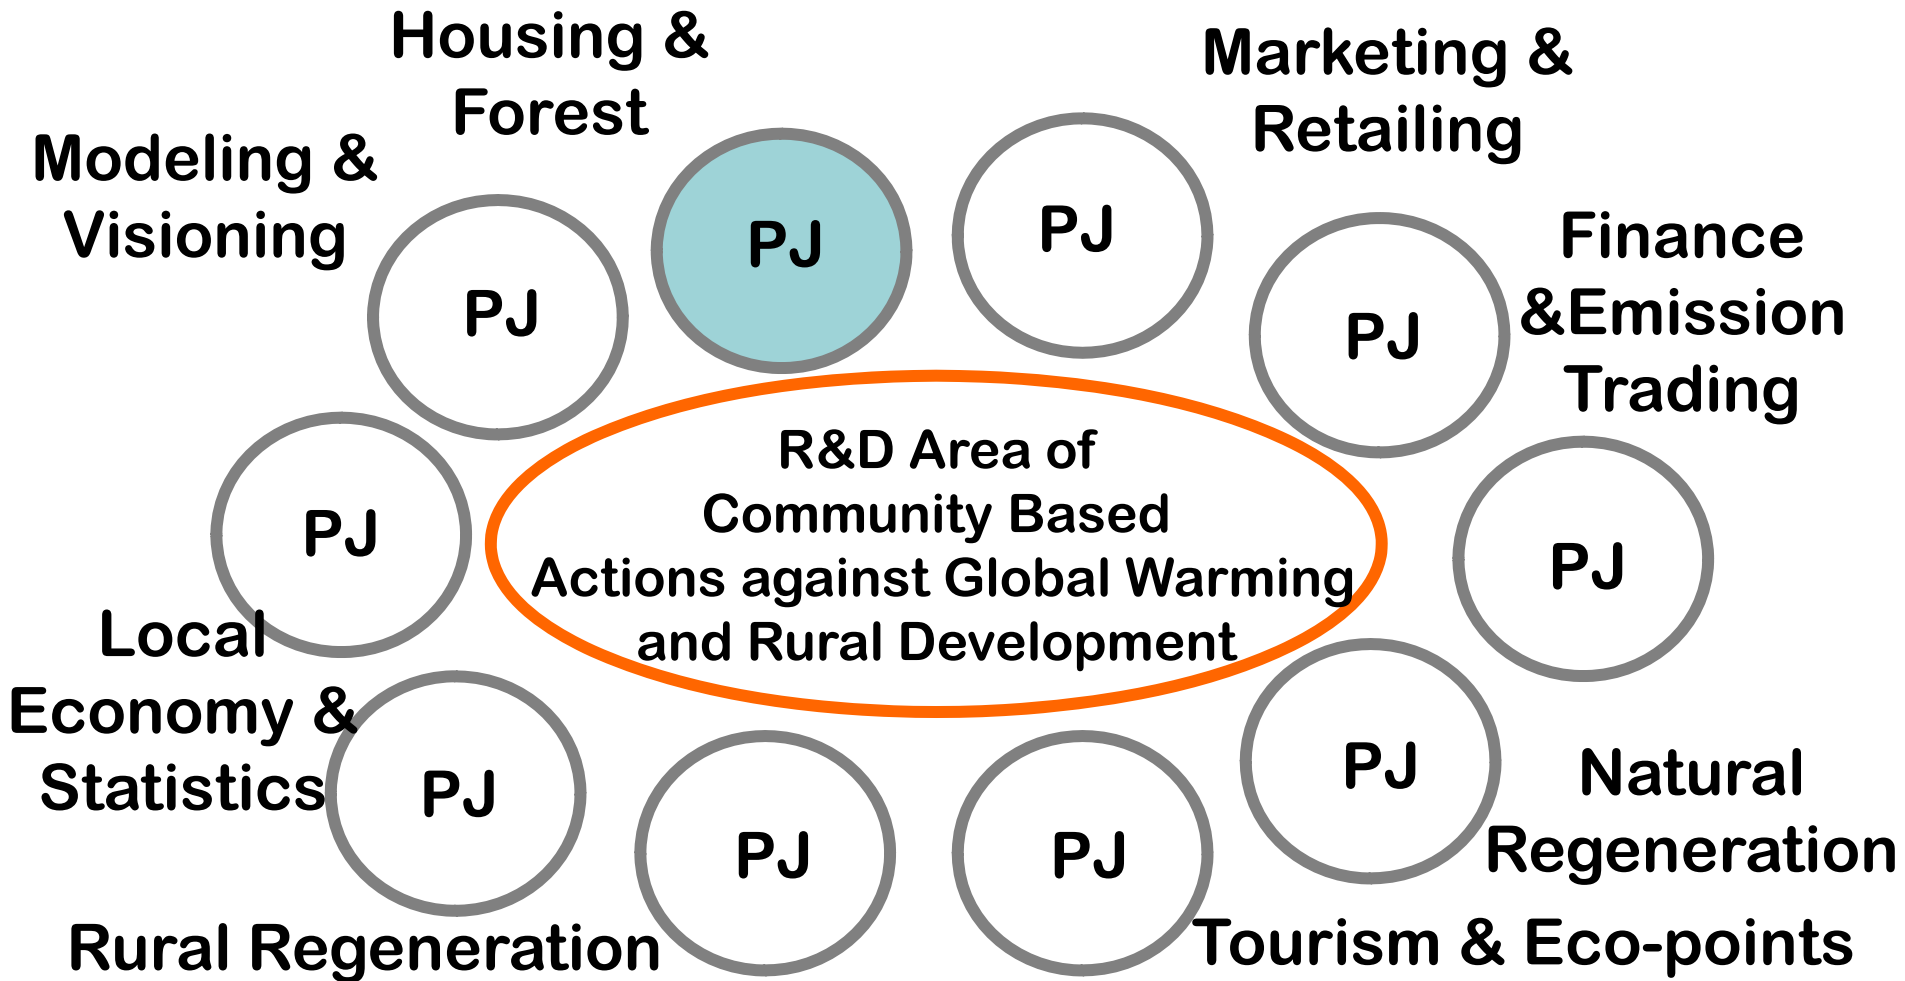 Housing &
Forest
Marketing &
Retailing
Modeling &
Visioning
Finance
&Emission
Trading
PJ
PJ
PJ
PJ
R&D Area of
Community Based
Actions against Global Warming
and Rural Development
PJ
PJ
Local
Economy &
Statistics
PJ
PJ
PJ
PJ
Natural
Regeneration
Rural Regeneration
Tourism & Eco-points